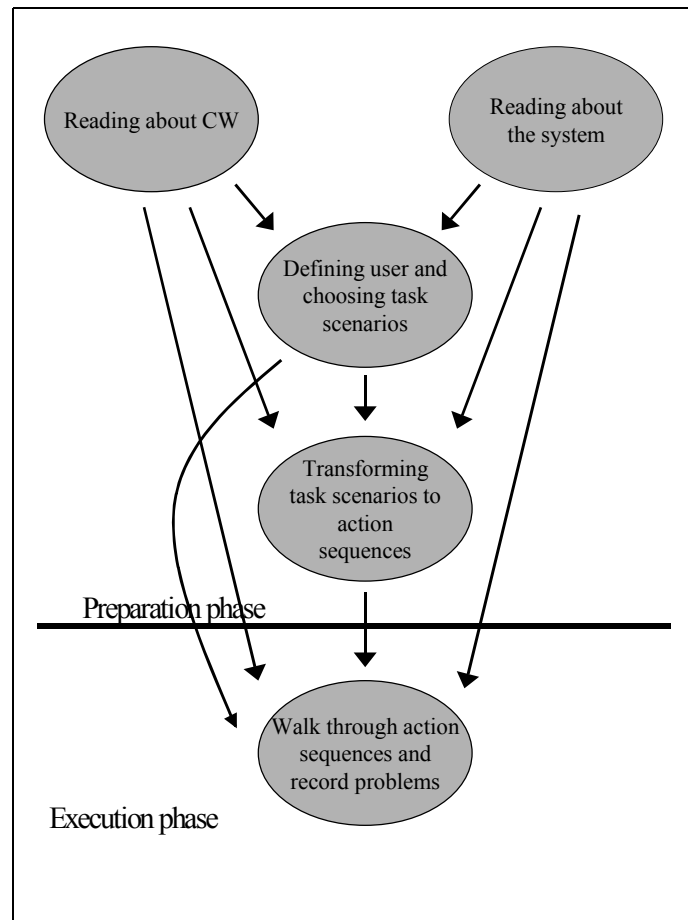 Reading about CW
Reading about
the system
Defining user and
choosing task
scenarios
Transforming
task scenarios to
action
sequences
Preparation phase
Walk through action
sequences and
record problems
Execution phase